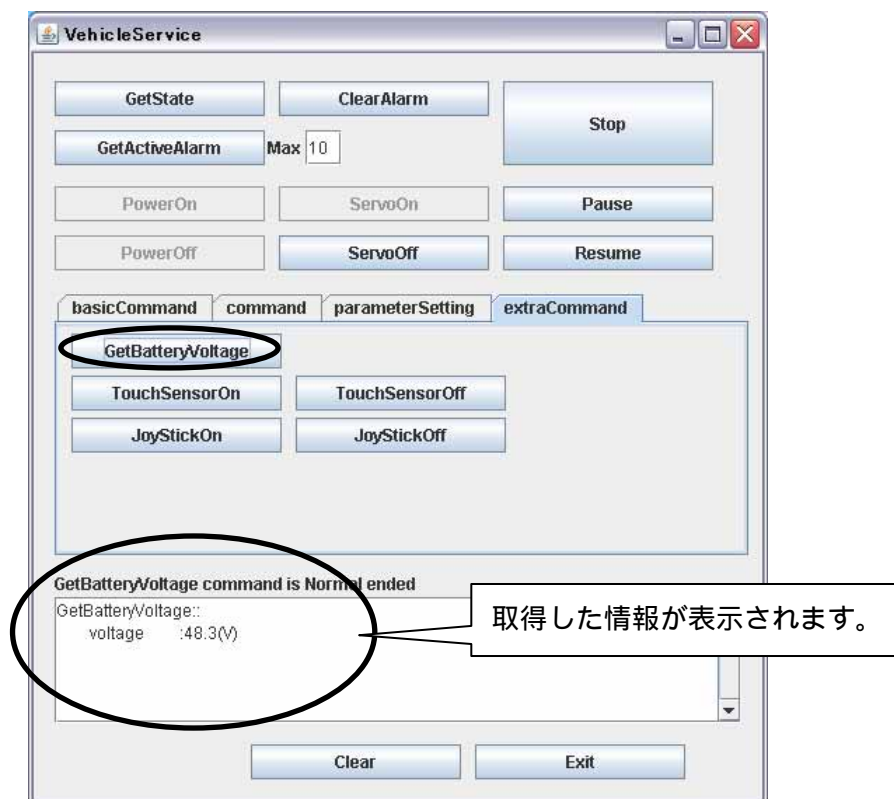 VehicleService
GetState ClearAlarm Stop
GetActiveAlarm Max 10
PowerOn ServoOn Pause
PowerOff ServoOff Resume
basicCommand command parameterSetting extraCommand
GetBatteryVoltage
TouchSensorOn TouchSensorOff
JoyStickOn JoyStickOff
GetBatteryVoltage command is Normal ended
GetBatteryVoltage::
voltage :48.3(V)
取得した情報が表示されます。
Clear Exit